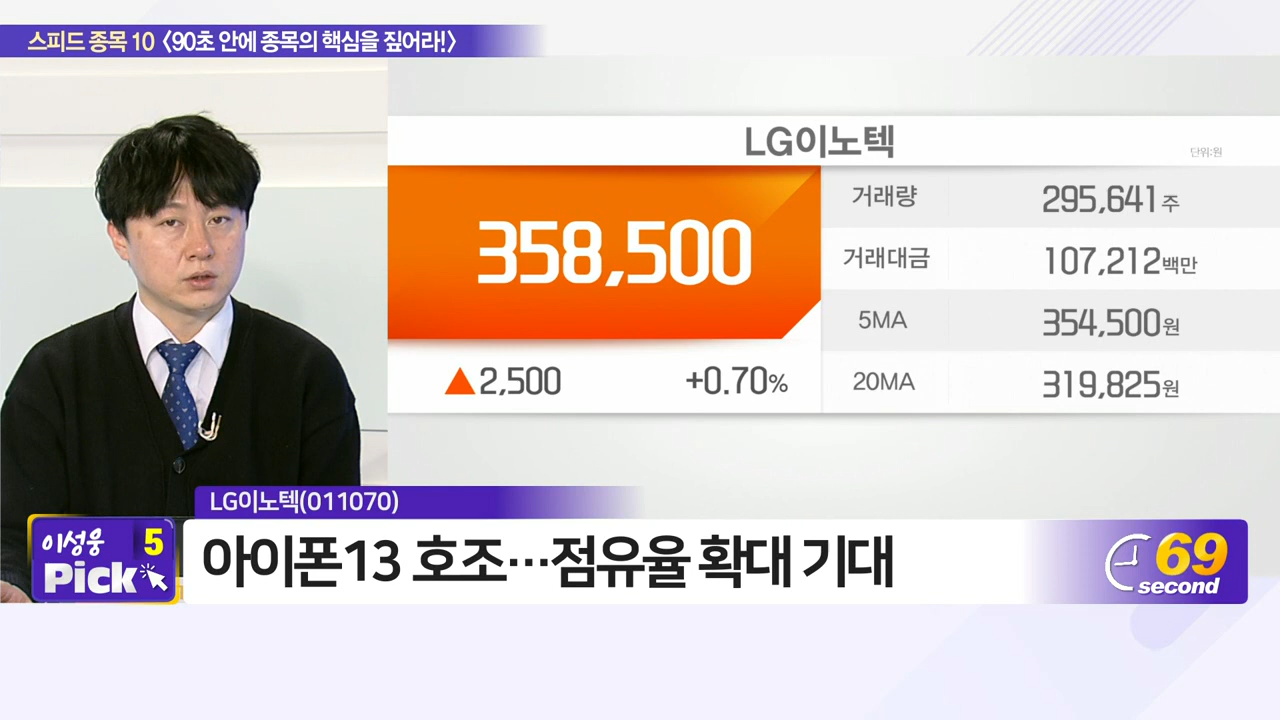 스피드 종목 10 <90초 안에 종목의 핵심을 짚어라!>
LG이노텍
단위:원
358,500
▲2,500 +0.70%
거래량 295,641주
거래대금 107,212백만
5MA 354,500원
20MA 319,825원
LG이노텍(011070)
이성웅 5
Pick
아이폰13 호조…점유율 확대 기대
69
second